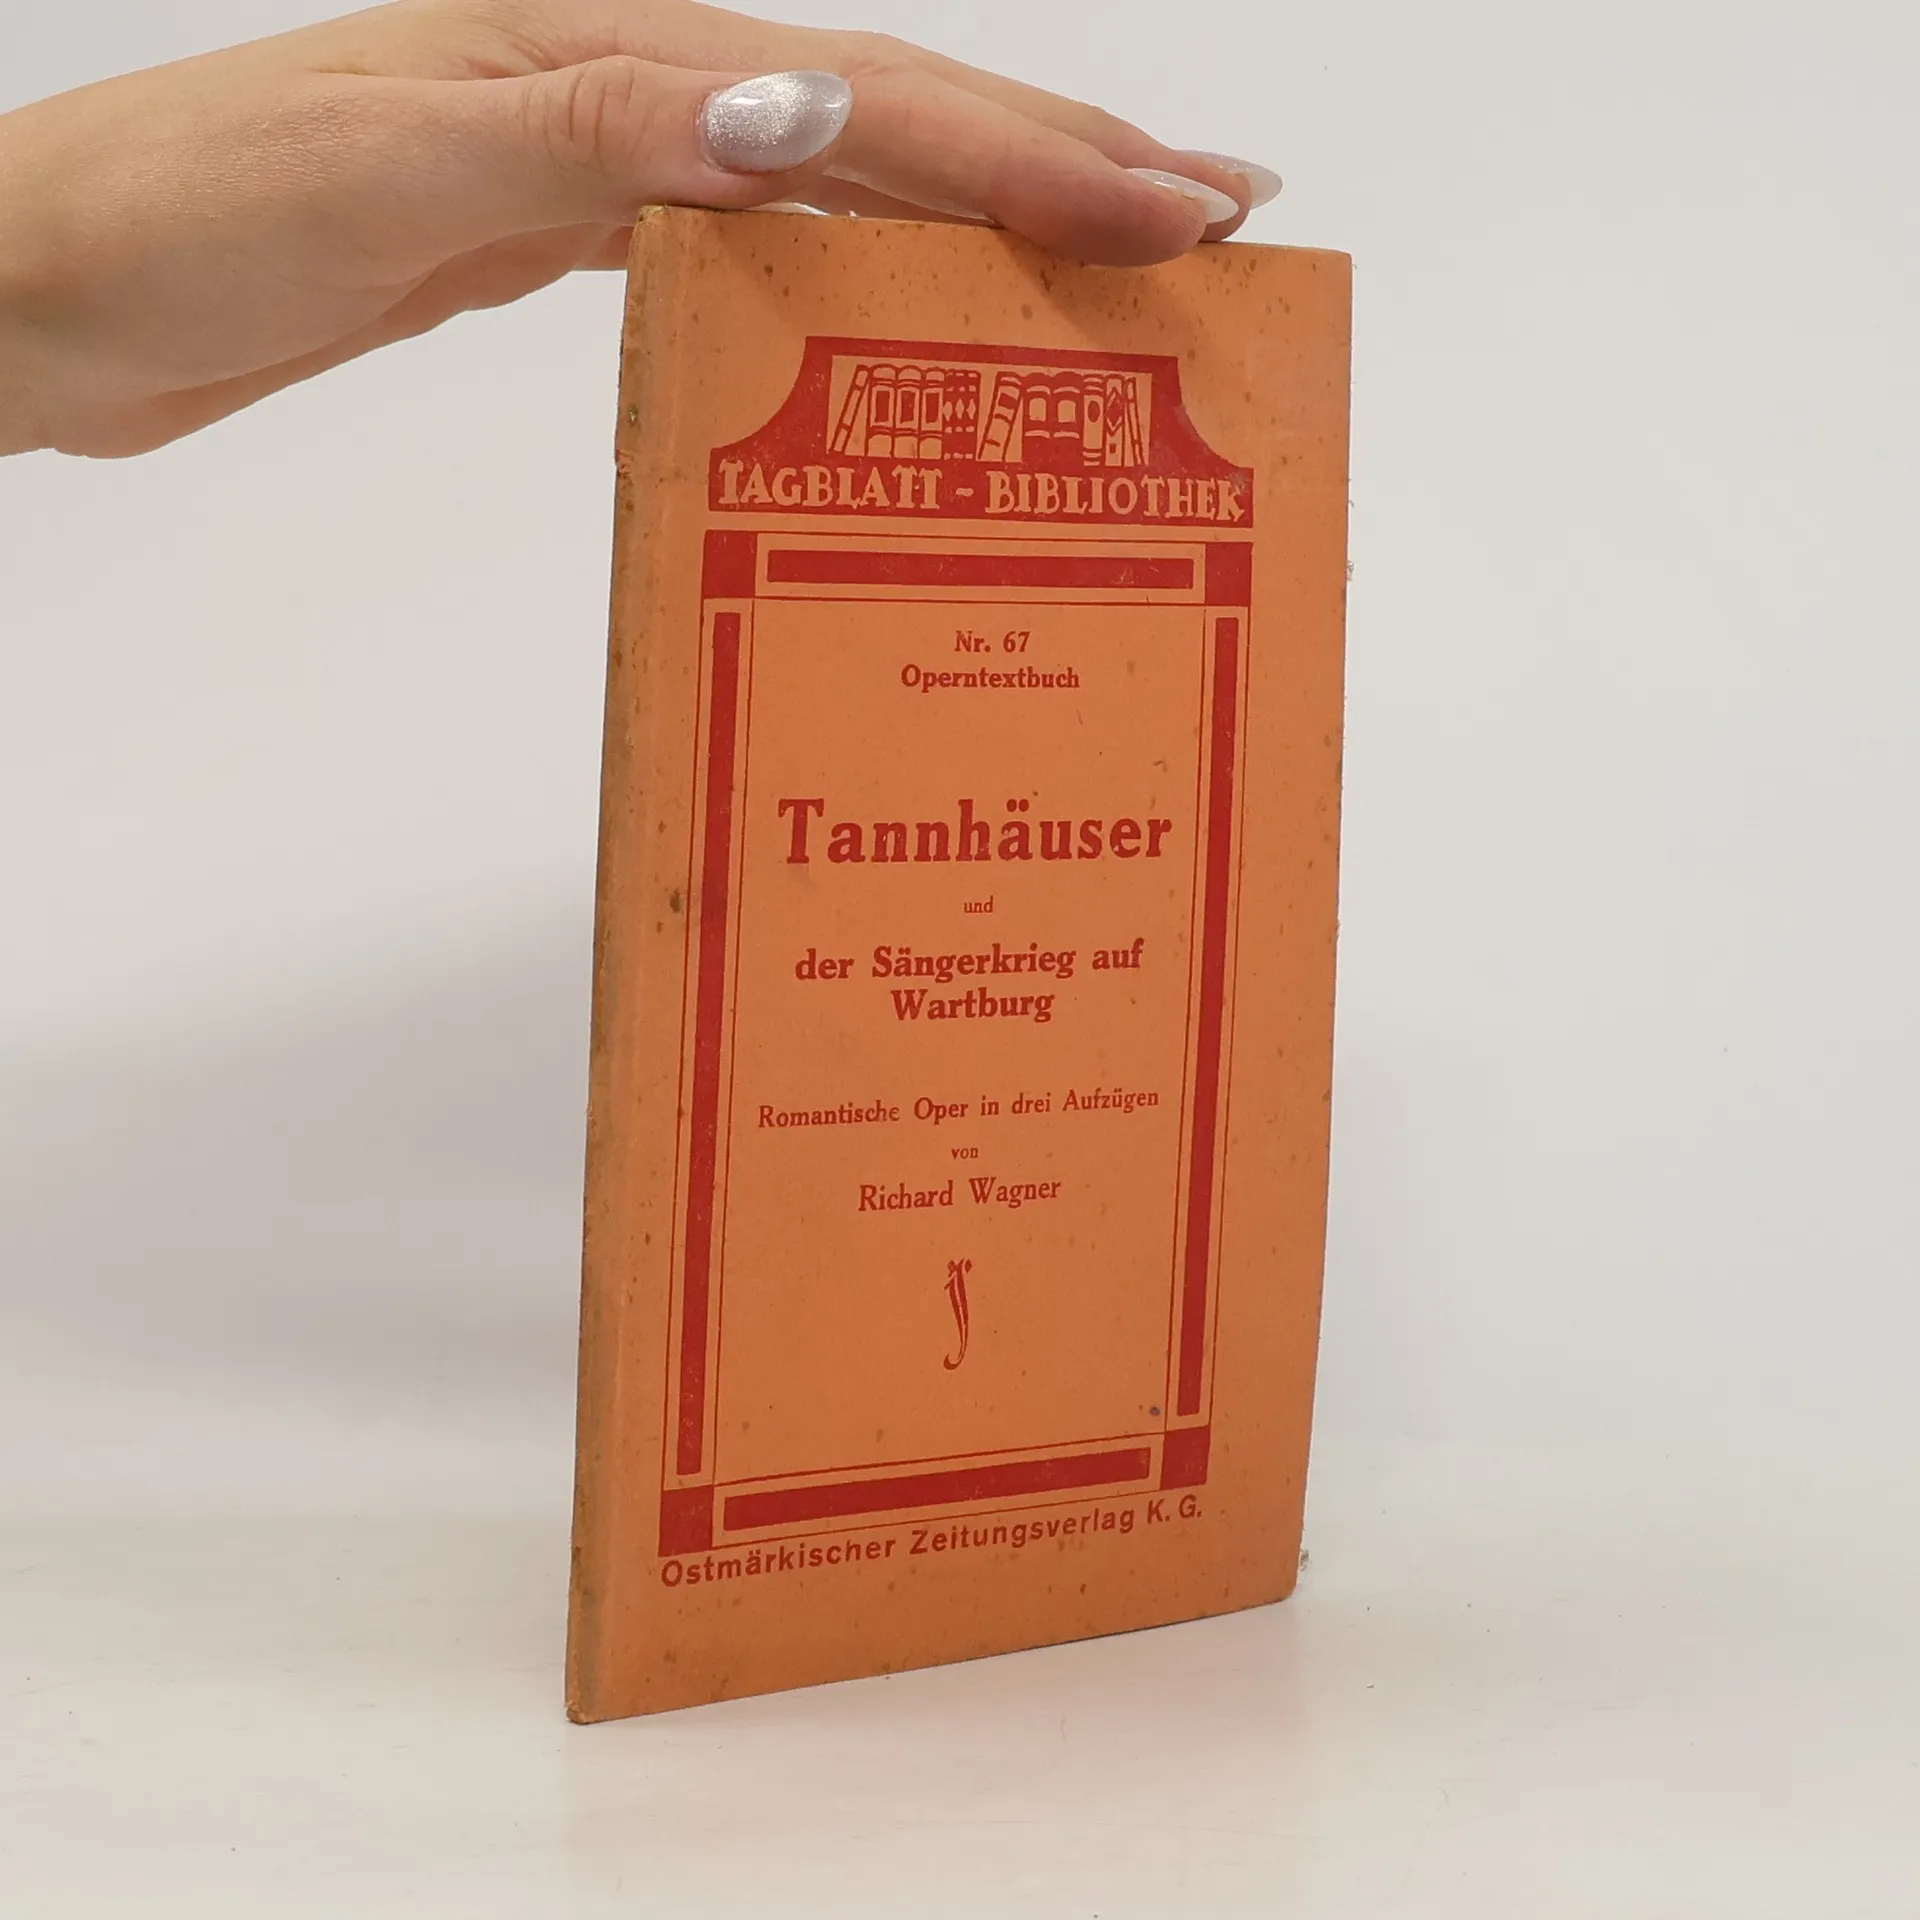 TAGBLATT - BIBLIOTHEK
Nr. 67
Operntextbuch
Tannhäuser
und
der Sängerkrieg auf
Wartburg
Romantische Oper in drei Aufzügen
von
Richard Wagner
Ostmärkischer Zeitungsverlag K. G.